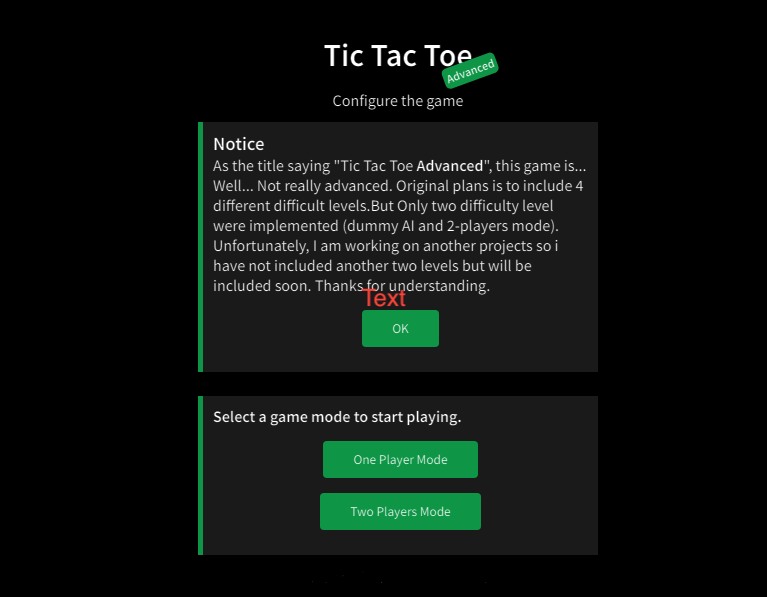 Tic Tac Toe
Advanced
Configure the game
Notice
As the title saying "Tic Tac Toe Advanced", this game is...
Well... Not really advanced. Original plans is to include 4
different difficult levels.But Only two difficulty level
were implemented (dummy AI and 2-players mode).
Unfortunately, I am working on another projects so i
have not included another two levels but will be
included soon. Thanks for understanding.
Text
OK
Select a game mode to start playing.
One Player Mode
Two Players Mode